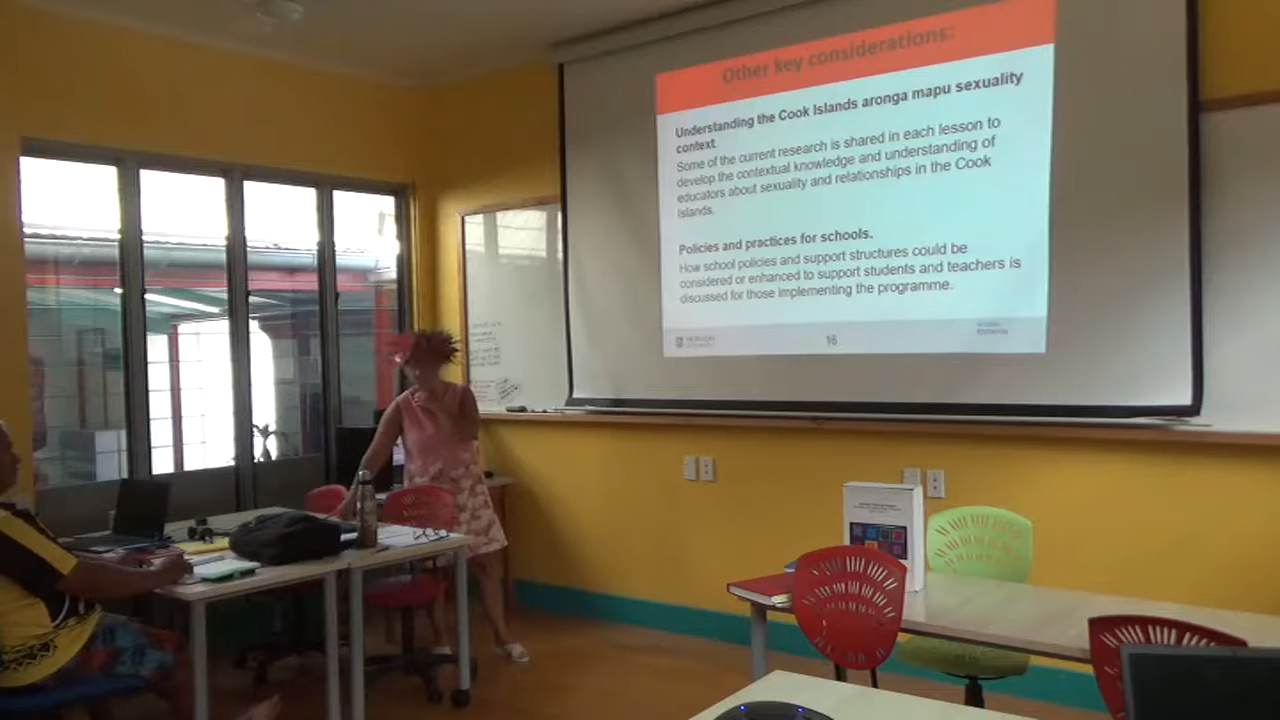 Other key considerations:
Understanding the Cook Islands aronga mapu sexuality
context.
Some of the current research is shared in each lesson to
develop the contextual knowledge and understanding of
educators about sexuality and relationships in the Cook
Islands.
Policies and practices for schools.
How school policies and support structures could be
considered or enhanced to support students and teachers is
discussed for those implementing the programme.
16